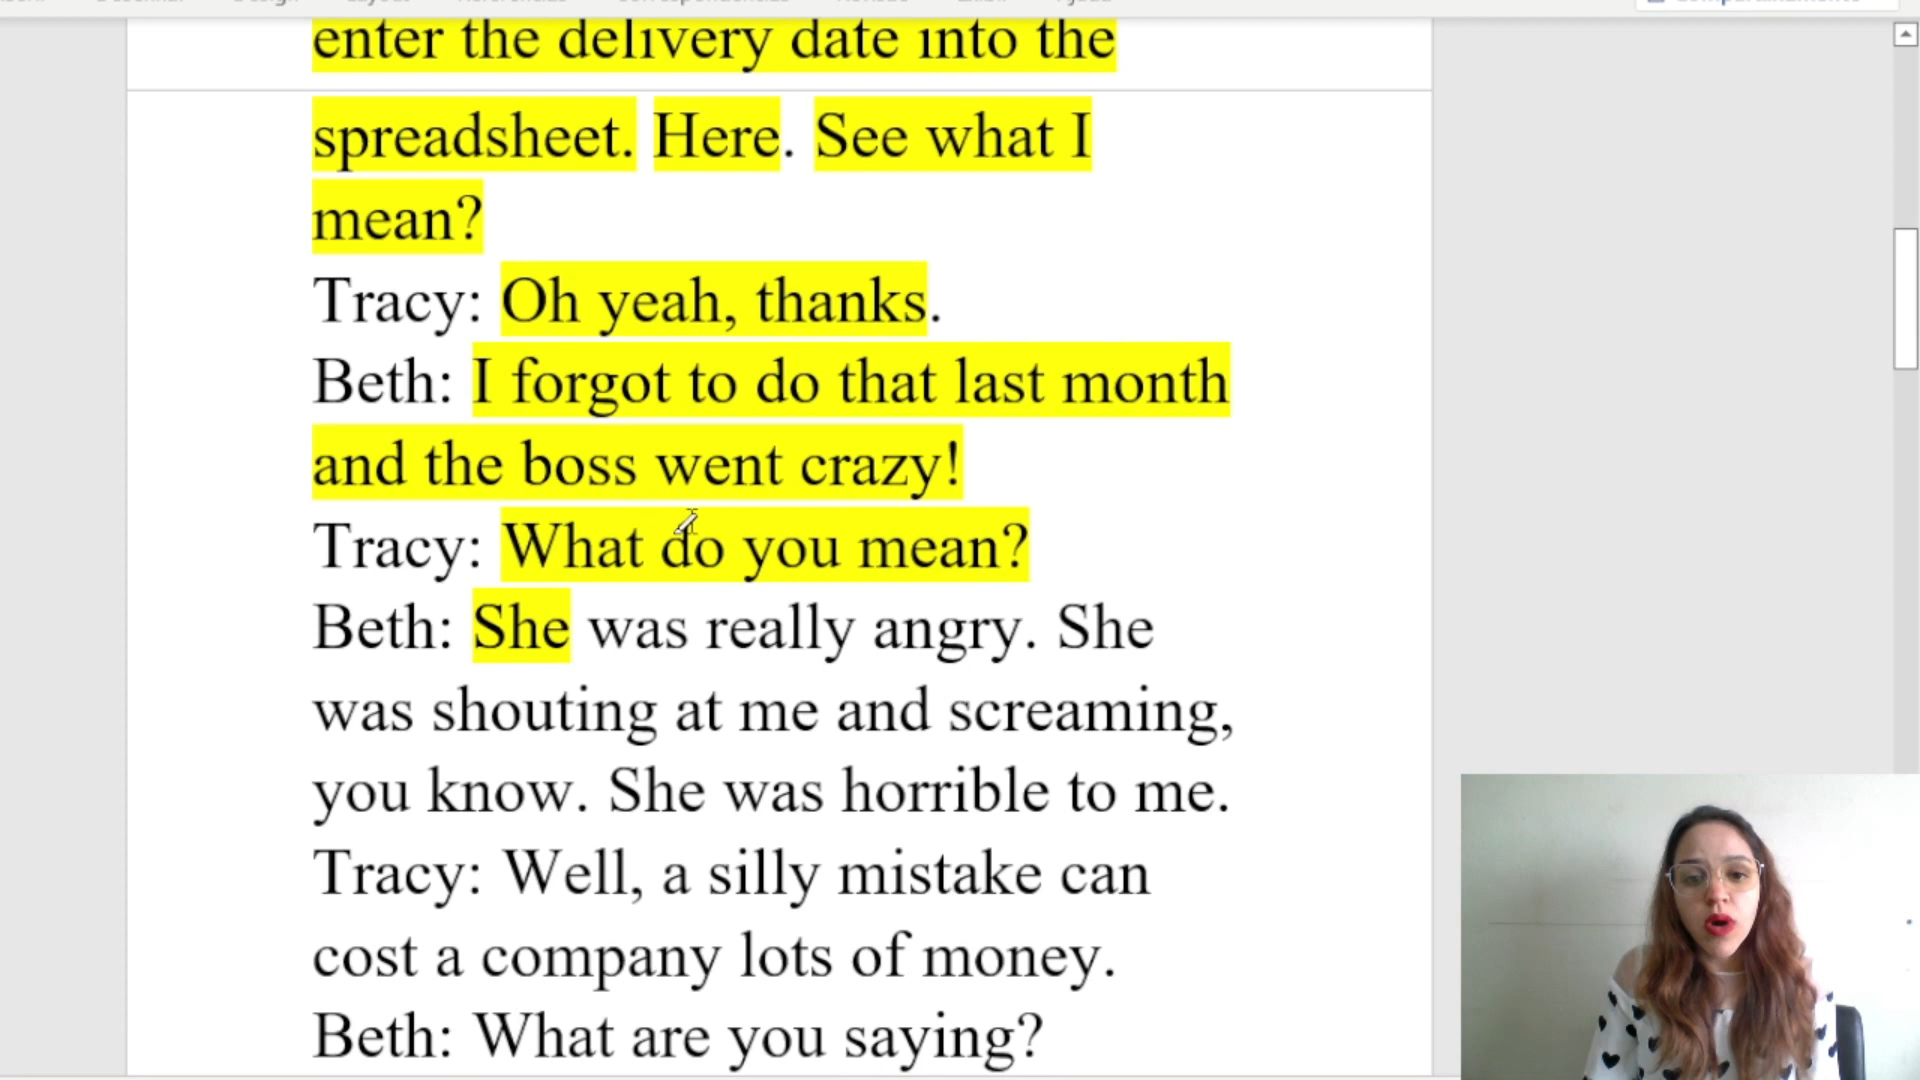 enter the delivery date into the
spreadsheet. Here. See what I
mean?
Tracy: Oh yeah, thanks.
Beth: I forgot to do that last month
and the boss went crazy!
Tracy: What do you mean?
Beth: She was really angry. She
was shouting at me and screaming,
you know. She was horrible to me.
Tracy: Well, a silly mistake can
cost a company lots of money.
Beth: What are you saying?